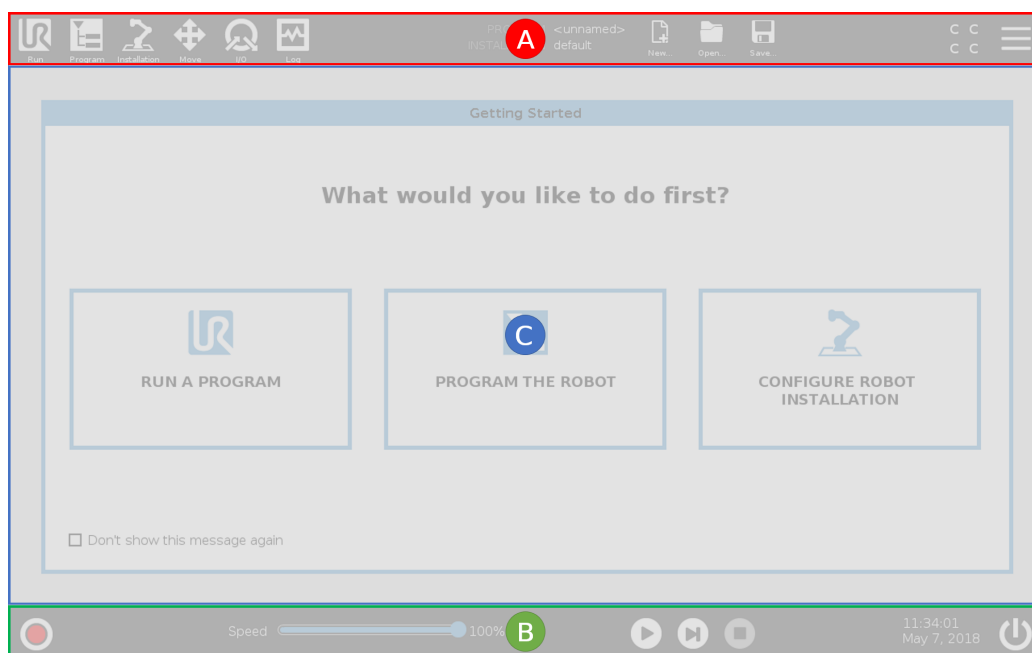 <unnamed>
default
Run
Program
Installation
Move
I/O
Log
A
New...
Open...
Save...
C C
C C
Getting Started
What would you like to do first?
C
RUN A PROGRAM
PROGRAM THE ROBOT
CONFIGURE ROBOT
INSTALLATION
Don't show this message again
Speed
100%
B
11:34:01
May 7, 2018